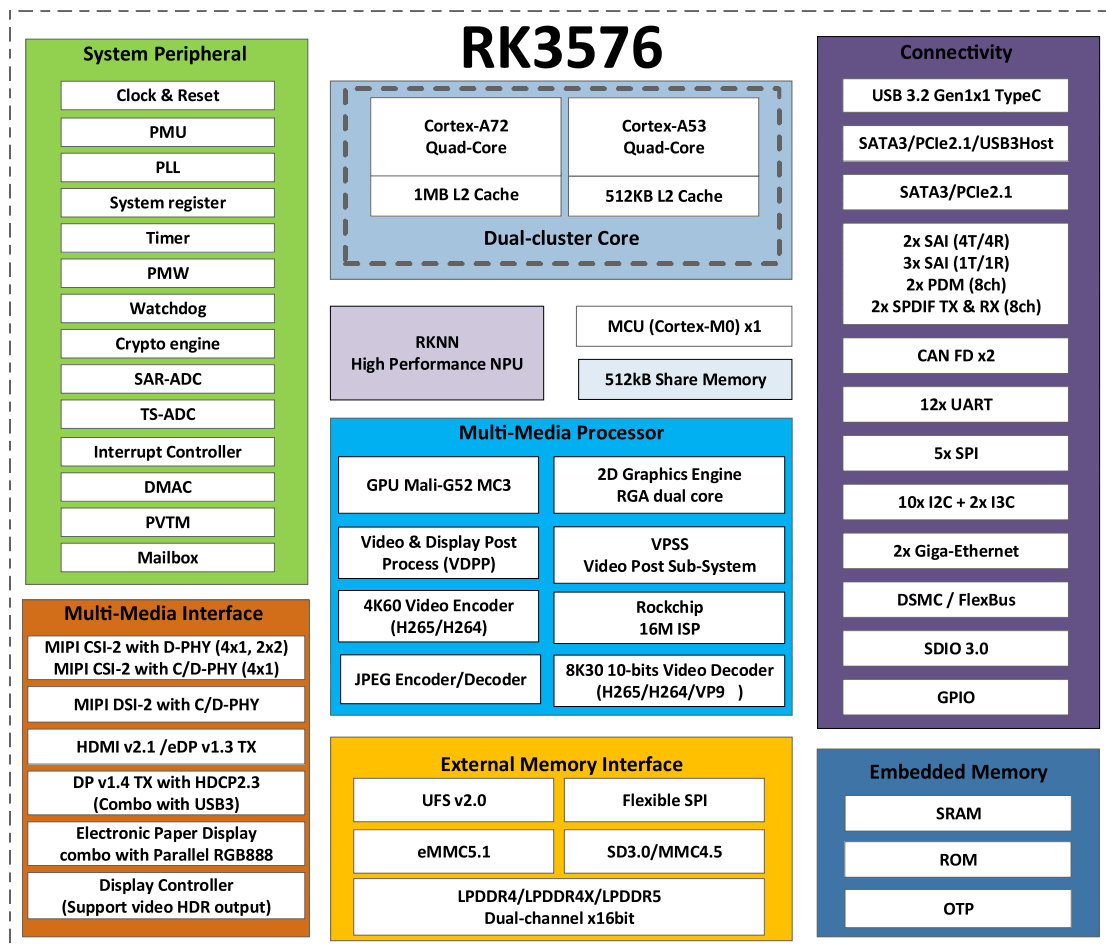 RK3576
System Peripheral
Clock & Reset
PMU
PLL
System register
Timer
PMW
Watchdog
Crypto engine
SAR-ADC
TS-ADC
Interrupt Controller
DMAC
PVTM
Mailbox
Multi-Media Interface
MIPI CSI-2 with D-PHY (4x1, 2x2)
MIPI CSI-2 with C/D-PHY (4x1)
MIPI DSI-2 with C/D-PHY
HDMI v2.1 /eDP v1.3 TX
DP v1.4 TX with HDCP2.3
(Combo with USB3)
Electronic Paper Display
combo with Parallel RGB888
Display Controller
(Support video HDR output)
Cortex-A72
Quad-Core
1MB L2 Cache
Cortex-A53
Quad-Core
512KB L2 Cache
Dual-cluster Core
RKNN
High Performance NPU
MCU (Cortex-M0) x1
512kB Share Memory
Multi-Media Processor
GPU Mali-G52 MC3
2D Graphics Engine
RGA dual core
Video & Display Post
Process (VDPP)
VPSS
Video Post Sub-System
4K60 Video Encoder
(H265/H264)
Rockchip
16M ISP
JPEG Encoder/Decoder
8K30 10-bits Video Decoder
(H265/H264/VP9 )
External Memory Interface
UFS v2.0
Flexible SPI
eMMC5.1
SD3.0/MMC4.5
LPDDR4/LPDDR4X/LPDDR5
Dual-channel x16bit
Connectivity
USB 3.2 Gen1x1 TypeC
SATA3/PCIe2.1/USB3Host
SATA3/PCIe2.1
2x SAI (4T/4R)
3x SAI (1T/1R)
2x PDM (8ch)
2x SPDIF TX & RX (8ch)
CAN FD x2
12x UART
5x SPI
10x I2C + 2x I3C
2x Giga-Ethernet
DSMC / FlexBus
SDIO 3.0
GPIO
Embedded Memory
SRAM
ROM
OTP